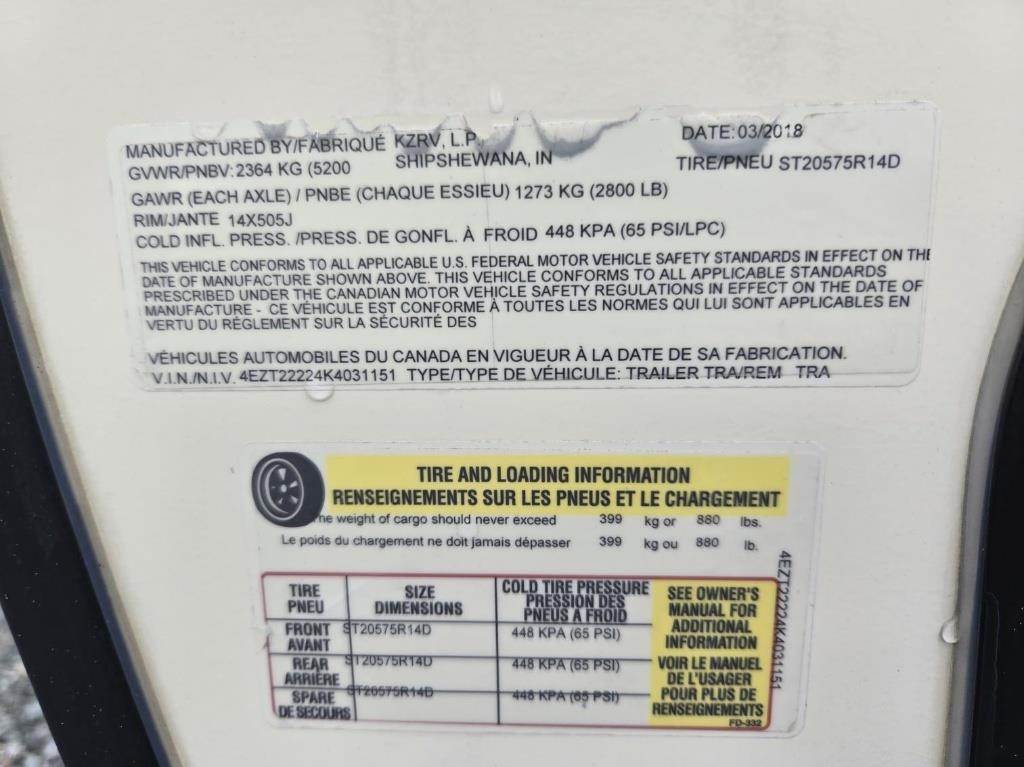 MANUFACTURED BY/FABRIQUÉ KZRV, L.P. DATE: 03/2018
GVWR/PNBV: 2364 KG (5200 SHIPSHEWANA, IN TIRE/PNEU ST20575R14D
GAWR (EACH AXLE) / PNBE (CHAQUE ESSIEU) 1273 KG (2800 LB)
RIM/JANTE 14X505J
COLD INFL. PRESS. /PRESS. DE GONFL. À FROID 448 KPA (65 PSI/LPC)
THIS VEHICLE CONFORMS TO ALL APPLICABLE U.S. FEDERAL MOTOR VEHICLE SAFETY STANDARDS IN EFFECT ON THE
DATE OF MANUFACTURE SHOWN ABOVE. THIS VEHICLE CONFORMS TO ALL APPLICABLE STANDARDS
PRESCRIBED UNDER THE CANADIAN MOTOR VEHICLE SAFETY REGULATIONS IN EFFECT ON THE DATE OF
MANUFACTURE - CE VÉHICULE EST CONFORME À TOUTES LES NORMES QUI LUI SONT APPLICABLES EN
VERTU DU RÉGLEMENT SUR LA SÉCURITÉ DES
VÉHICULES AUTOMOBILES DU CANADA EN VIGUEUR À LA DATE DE SA FABRICATION.
V.I.N./N.I.V. 4EZT22224K4031151 TYPE/TYPE DE VÉHICULE: TRAILER TRA/REM TRA
TIRE AND LOADING INFORMATION
RENSEIGNEMENTS SUR LES PNEUS ET LE CHARGEMENT
he weight of cargo should never exceed 399 kg or 880 lbs.
Le poids du chargement ne doit jamais dépasser 399 kg ou 880 lb.
TIRE
PNEU
SIZE
DIMENSIONS
COLD TIRE PRESSURE
PRESSION DES
PNEUS A FROID
FRONT
AVANT
ST20575R14D
448 KPA (65 PSI)
REAR
ARRIÈRE
ST20575R14D
448 KPA (65 PSI)
SPARE
DE SECOURS
ST20575R14D
448 KPA (65 PSI)
SEE OWNER'S
MANUAL FOR
ADDITIONAL
INFORMATION
VOIR LE MANUEL
DE L'USAGER
POUR PLUS DE
RENSEIGNEMENTS
FD-332
4EZT22224K4031151